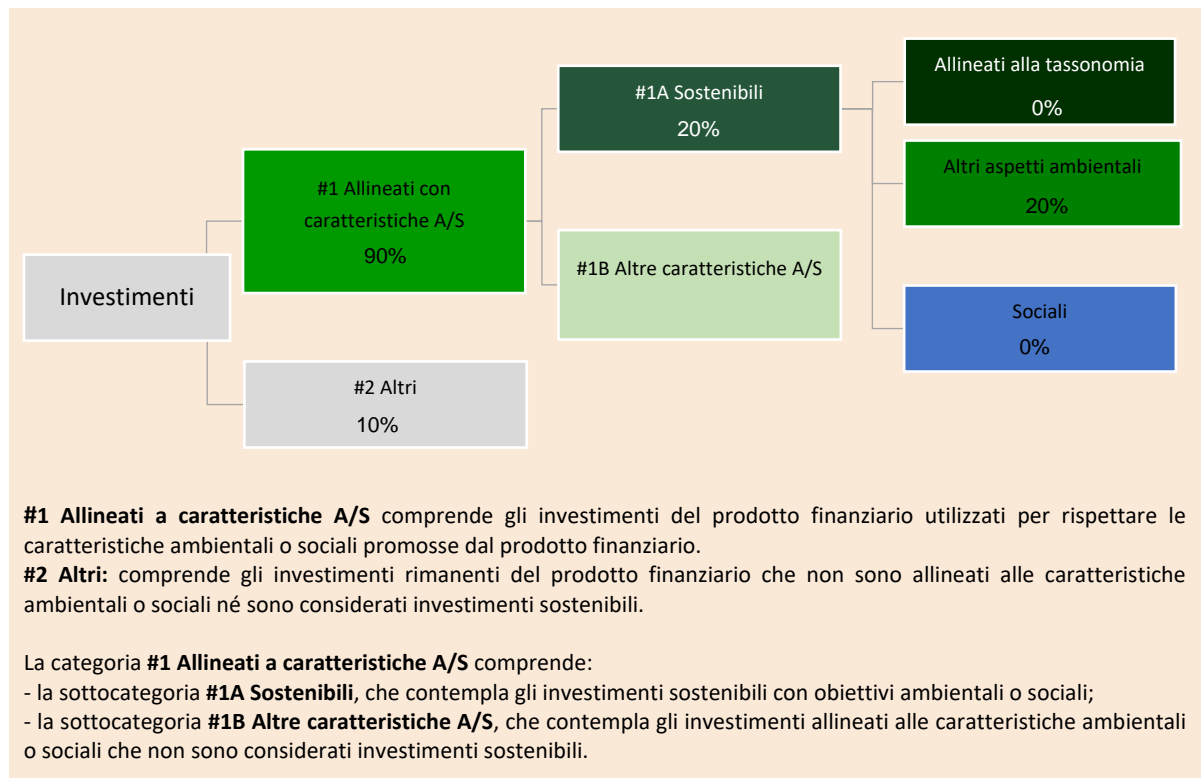 Investimenti
#1 Allineati con
caratteristiche A/S
90%
#2 Altri
10%
#1A Sostenibili
20%
#1B Altre caratteristiche A/S
Allineati alla tassonomia
0%
Altri aspetti ambientali
20%
Sociali
0%
#1 Allineati a caratteristiche A/S comprende gli investimenti del prodotto finanziario utilizzati per rispettare le
caratteristiche ambientali o sociali promosse dal prodotto finanziario.
#2 Altri: comprende gli investimenti rimanenti del prodotto finanziario che non sono allineati alle caratteristiche
ambientali o sociali né sono considerati investimenti sostenibili.
La categoria #1 Allineati a caratteristiche A/S comprende:
- la sottocategoria #1A Sostenibili, che contempla gli investimenti sostenibili con obiettivi ambientali o sociali;
- la sottocategoria #1B Altre caratteristiche A/S, che contempla gli investimenti allineati alle caratteristiche ambientali
o sociali che non sono considerati investimenti sostenibili.